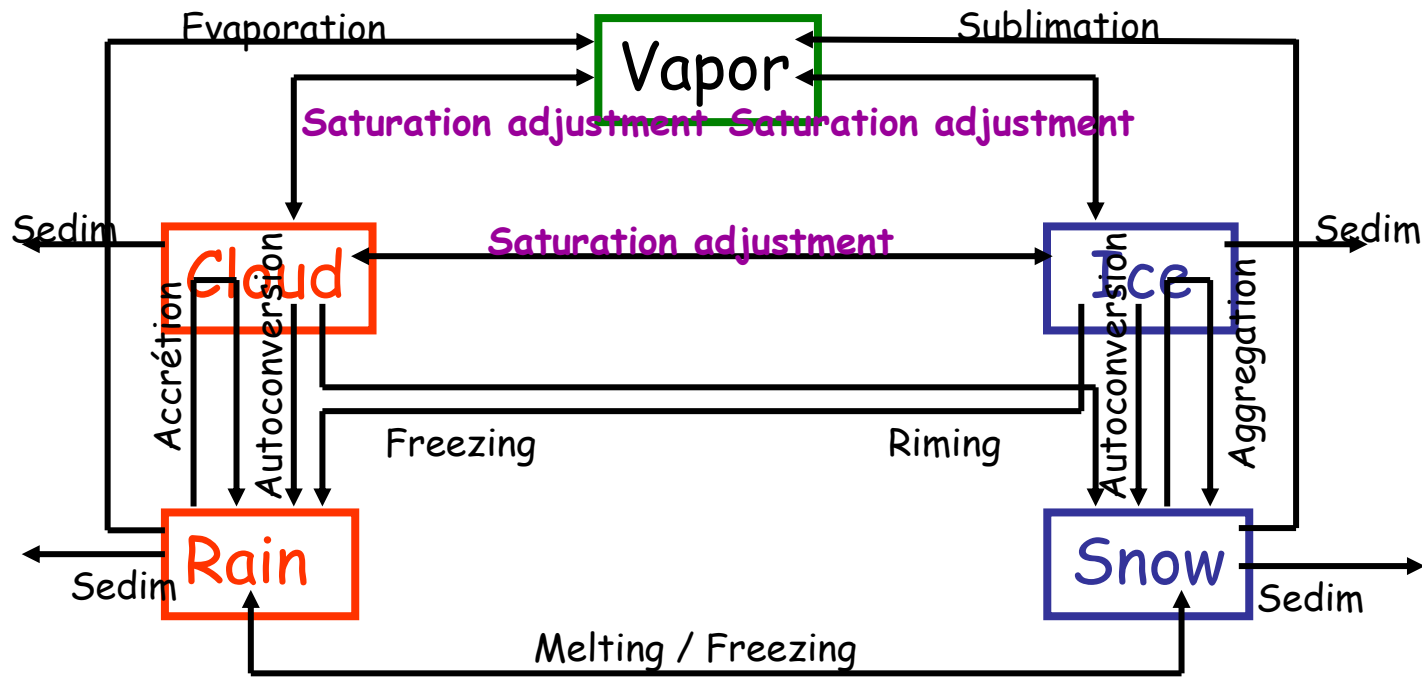 Evaporation
Sublimation
Vapor
Saturation adjustment
Saturation adjustment
Sedim
Sedim
Cloud
Saturation adjustment
Ice
Accrétion
Autoconversion
Autoconversion
Aggregation
Freezing
Riming
Rain
Snow
Sedim
Sedim
Melting / Freezing